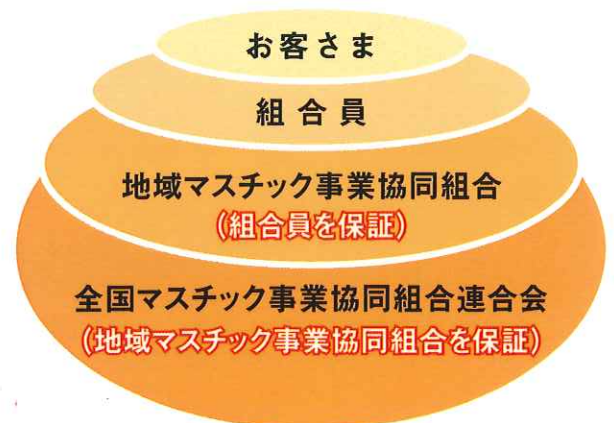 お客さま
組合員
地域マスチック事業協同組合
(組合員を保証)
全国マスチック事業協同組合連合会
(地域マスチック事業協同組合を保証)